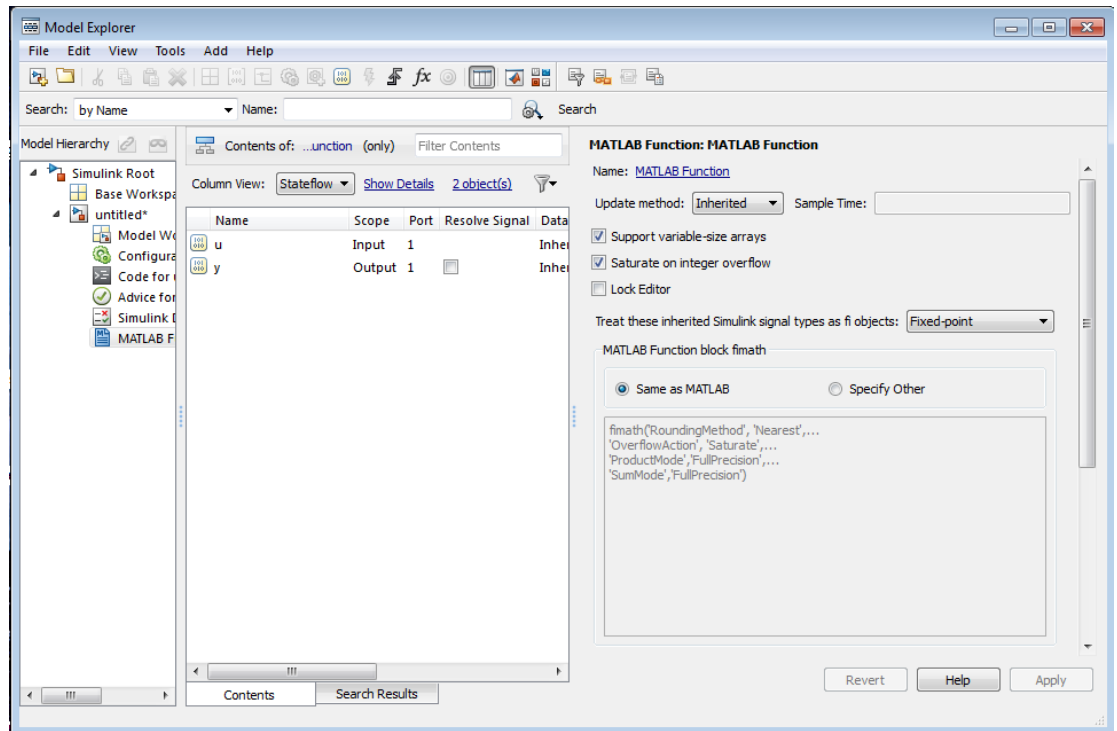 Model Explorer
File Edit View Tools Add Help
fx
Search: by Name Name: Search
Model Hierarchy
Simulink Root
Base Workspa
untitled*
Model Wo
Configura
Code for
Advice for
Simulink
MATLAB F
Contents of: ...unction (only) Filter Contents
Column View: Stateflow Show Details 2 object(s)
Name Scope Port Resolve Signal Data
u Input 1 Inher
y Output 1 Inher
Contents Search Results
MATLAB Function: MATLAB Function
Name: MATLAB Function
Update method: Inherited Sample Time:
Support variable-size arrays
Saturate on integer overflow
Lock Editor
Treat these inherited Simulink signal types as fi objects: Fixed-point
MATLAB Function block fimath
Same as MATLAB Specify Other
fimath('RoundingMethod', 'Nearest',...
'OverflowAction', 'Saturate',...
'ProductMode','FullPrecision',...
'SumMode','FullPrecision')
Revert Help Apply